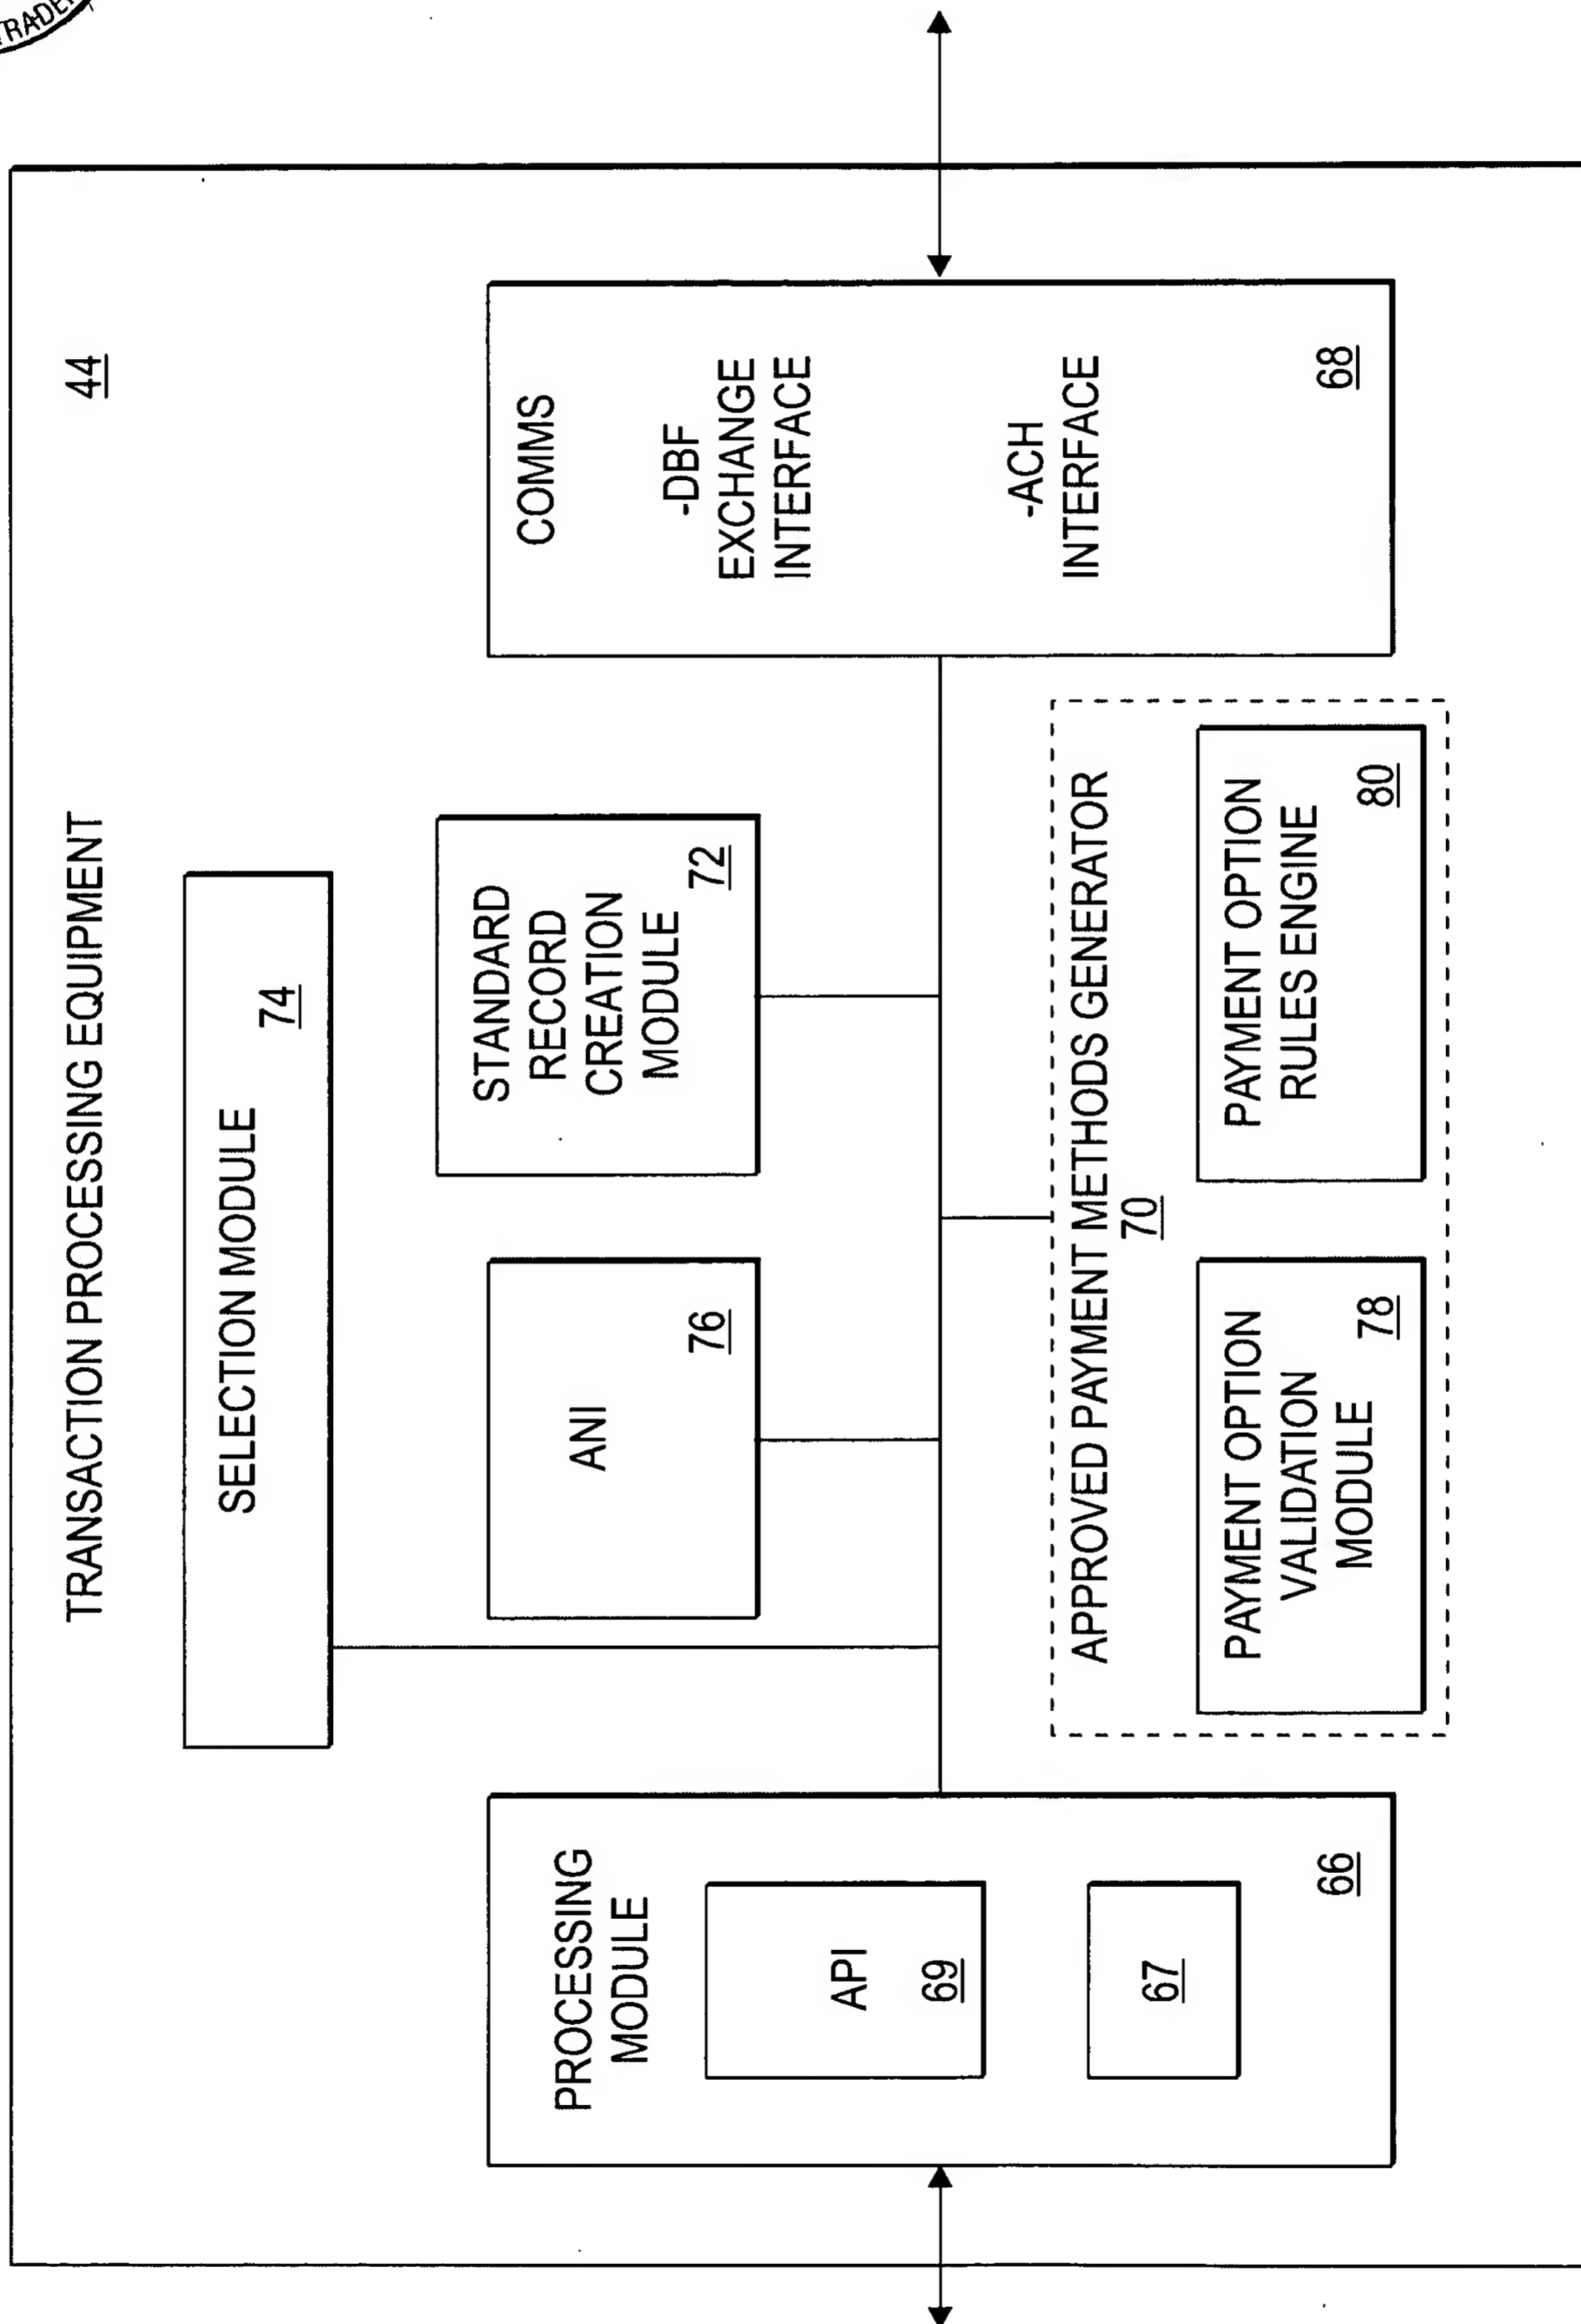 TRADE
TRANSACTION PROCESSING EQUIPMENT
44
SELECTION MODULE
74
PROCESSING
MODULE
API
69
67
66
ANI
76
STANDARD
RECORD
CREATION
MODULE
72
APPROVED PAYMENT METHODS GENERATOR
70
PAYMENT OPTION
VALIDATION
MODULE
78
PAYMENT OPTION
RULES ENGINE
80
COMMS
-DBF
EXCHANGE
INTERFACE
-ACH
INTERFACE
68